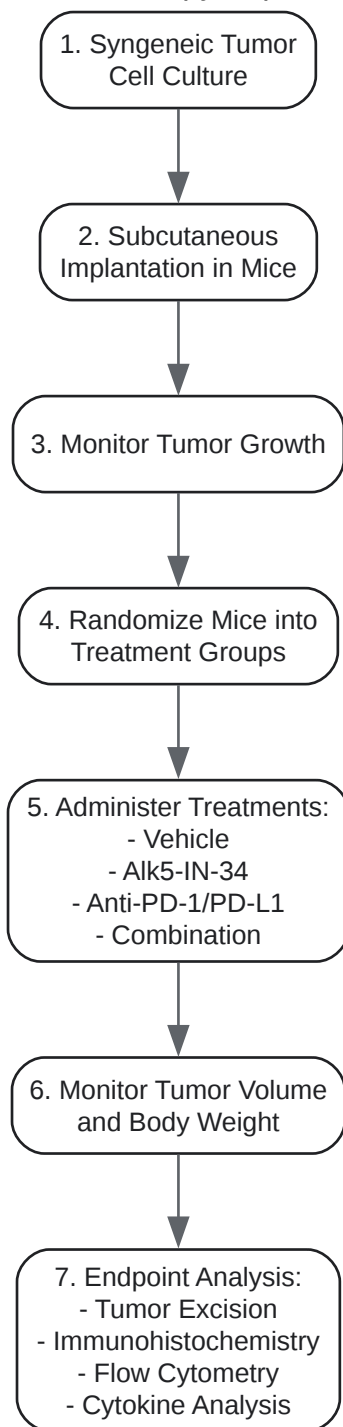 1. Syngeneic Tumor
Cell Culture
2. Subcutaneous
Implantation in Mice
3. Monitor Tumor Growth
4. Randomize Mice into
Treatment Groups
5. Administer Treatments:
- Vehicle
- Alk5-IN-34
- Anti-PD-1/PD-L1
- Combination
6. Monitor Tumor Volume
and Body Weight
7. Endpoint Analysis:
- Tumor Excision
- Immunohistochemistry
- Flow Cytometry
- Cytokine Analysis